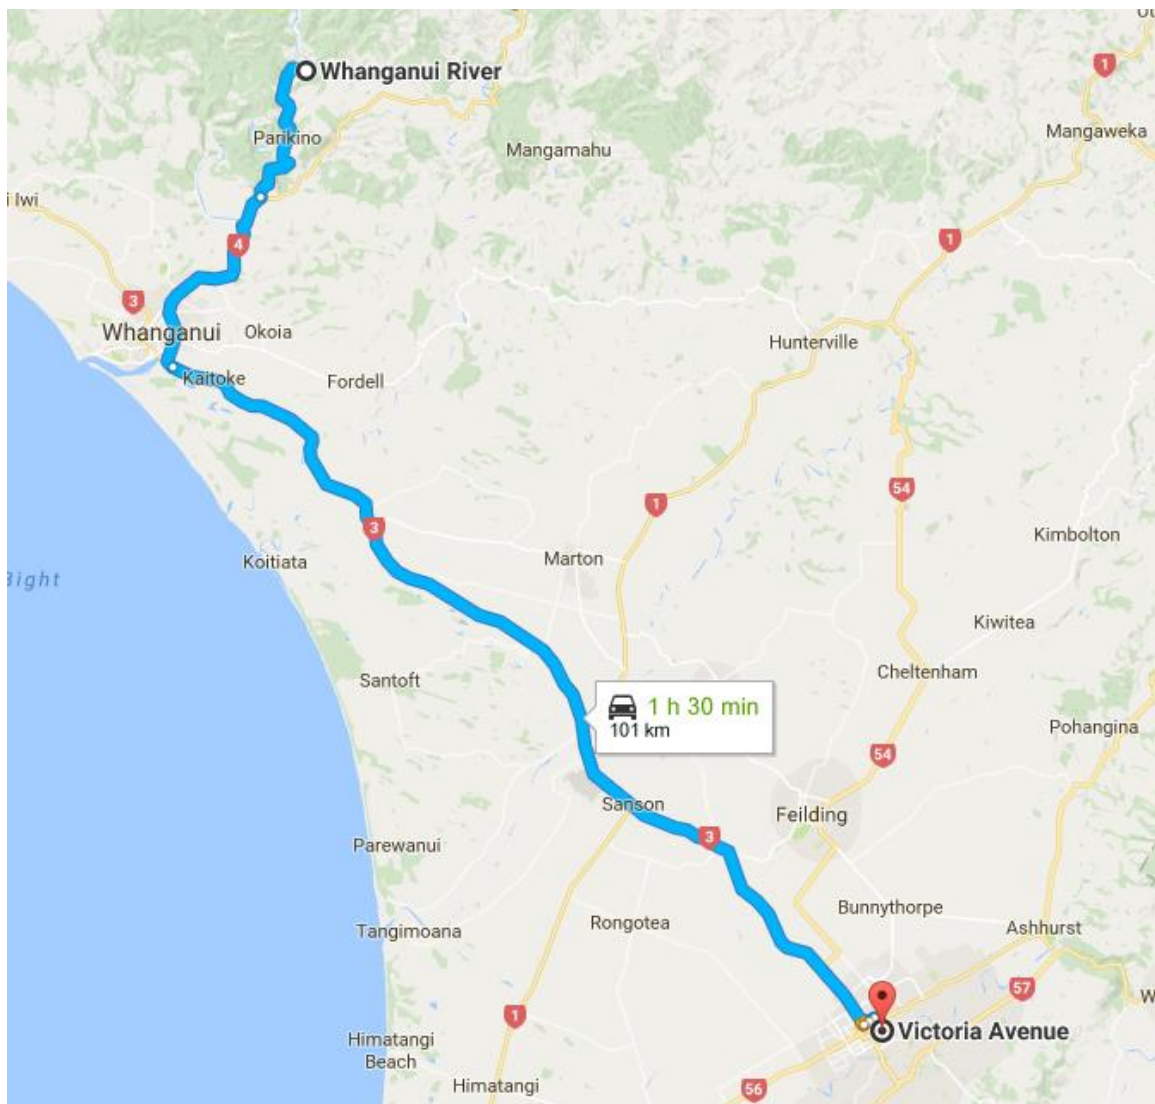 Whanganui River
1
Parikino
Mangamahu
Mangaweka
i Iwi
4
1
3
Whanganui
Okoia
Hunterville
Kaitoke
Fordell
54
1
3
Marton
Kimbolton
Koitiata
Bight
Kiwitea
Cheltenham
Santoft
1 h 30 min
101 km
Pohangina
54
Sanson
Feilding
3
Parewanui
Bunnythorpe
Rongotea
Ashhurst
Tangimoana
57
W
1
Victoria Avenue
Himatangi
Beach
Himatangi
56